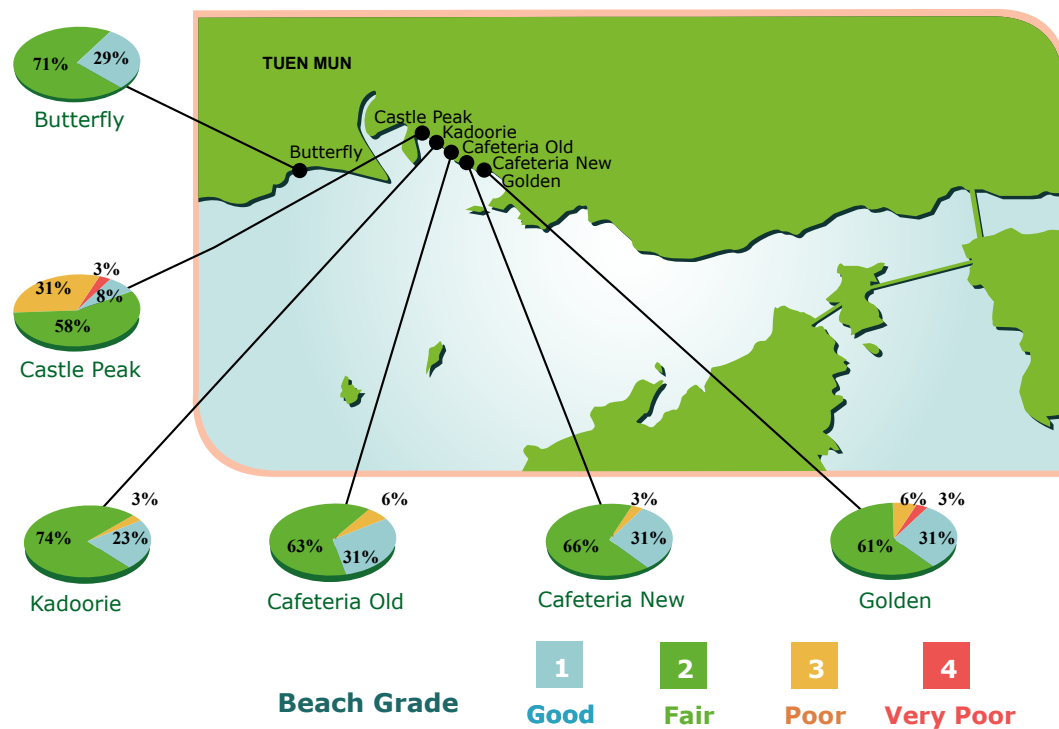 71%
29%
Butterfly
TUEN MUN
Castle Peak
Kadoorie
Cafeteria Old
Butterfly
Cafeteria New
Golden
3%
31%
8%
58%
Castle Peak
3%
74%
23%
Kadoorie
6%
63%
31%
Cafeteria Old
3%
66%
31%
Cafeteria New
6%
3%
61%
31%
Golden
Beach Grade
1
Good
2
Fair
3
Poor
4
Very Poor